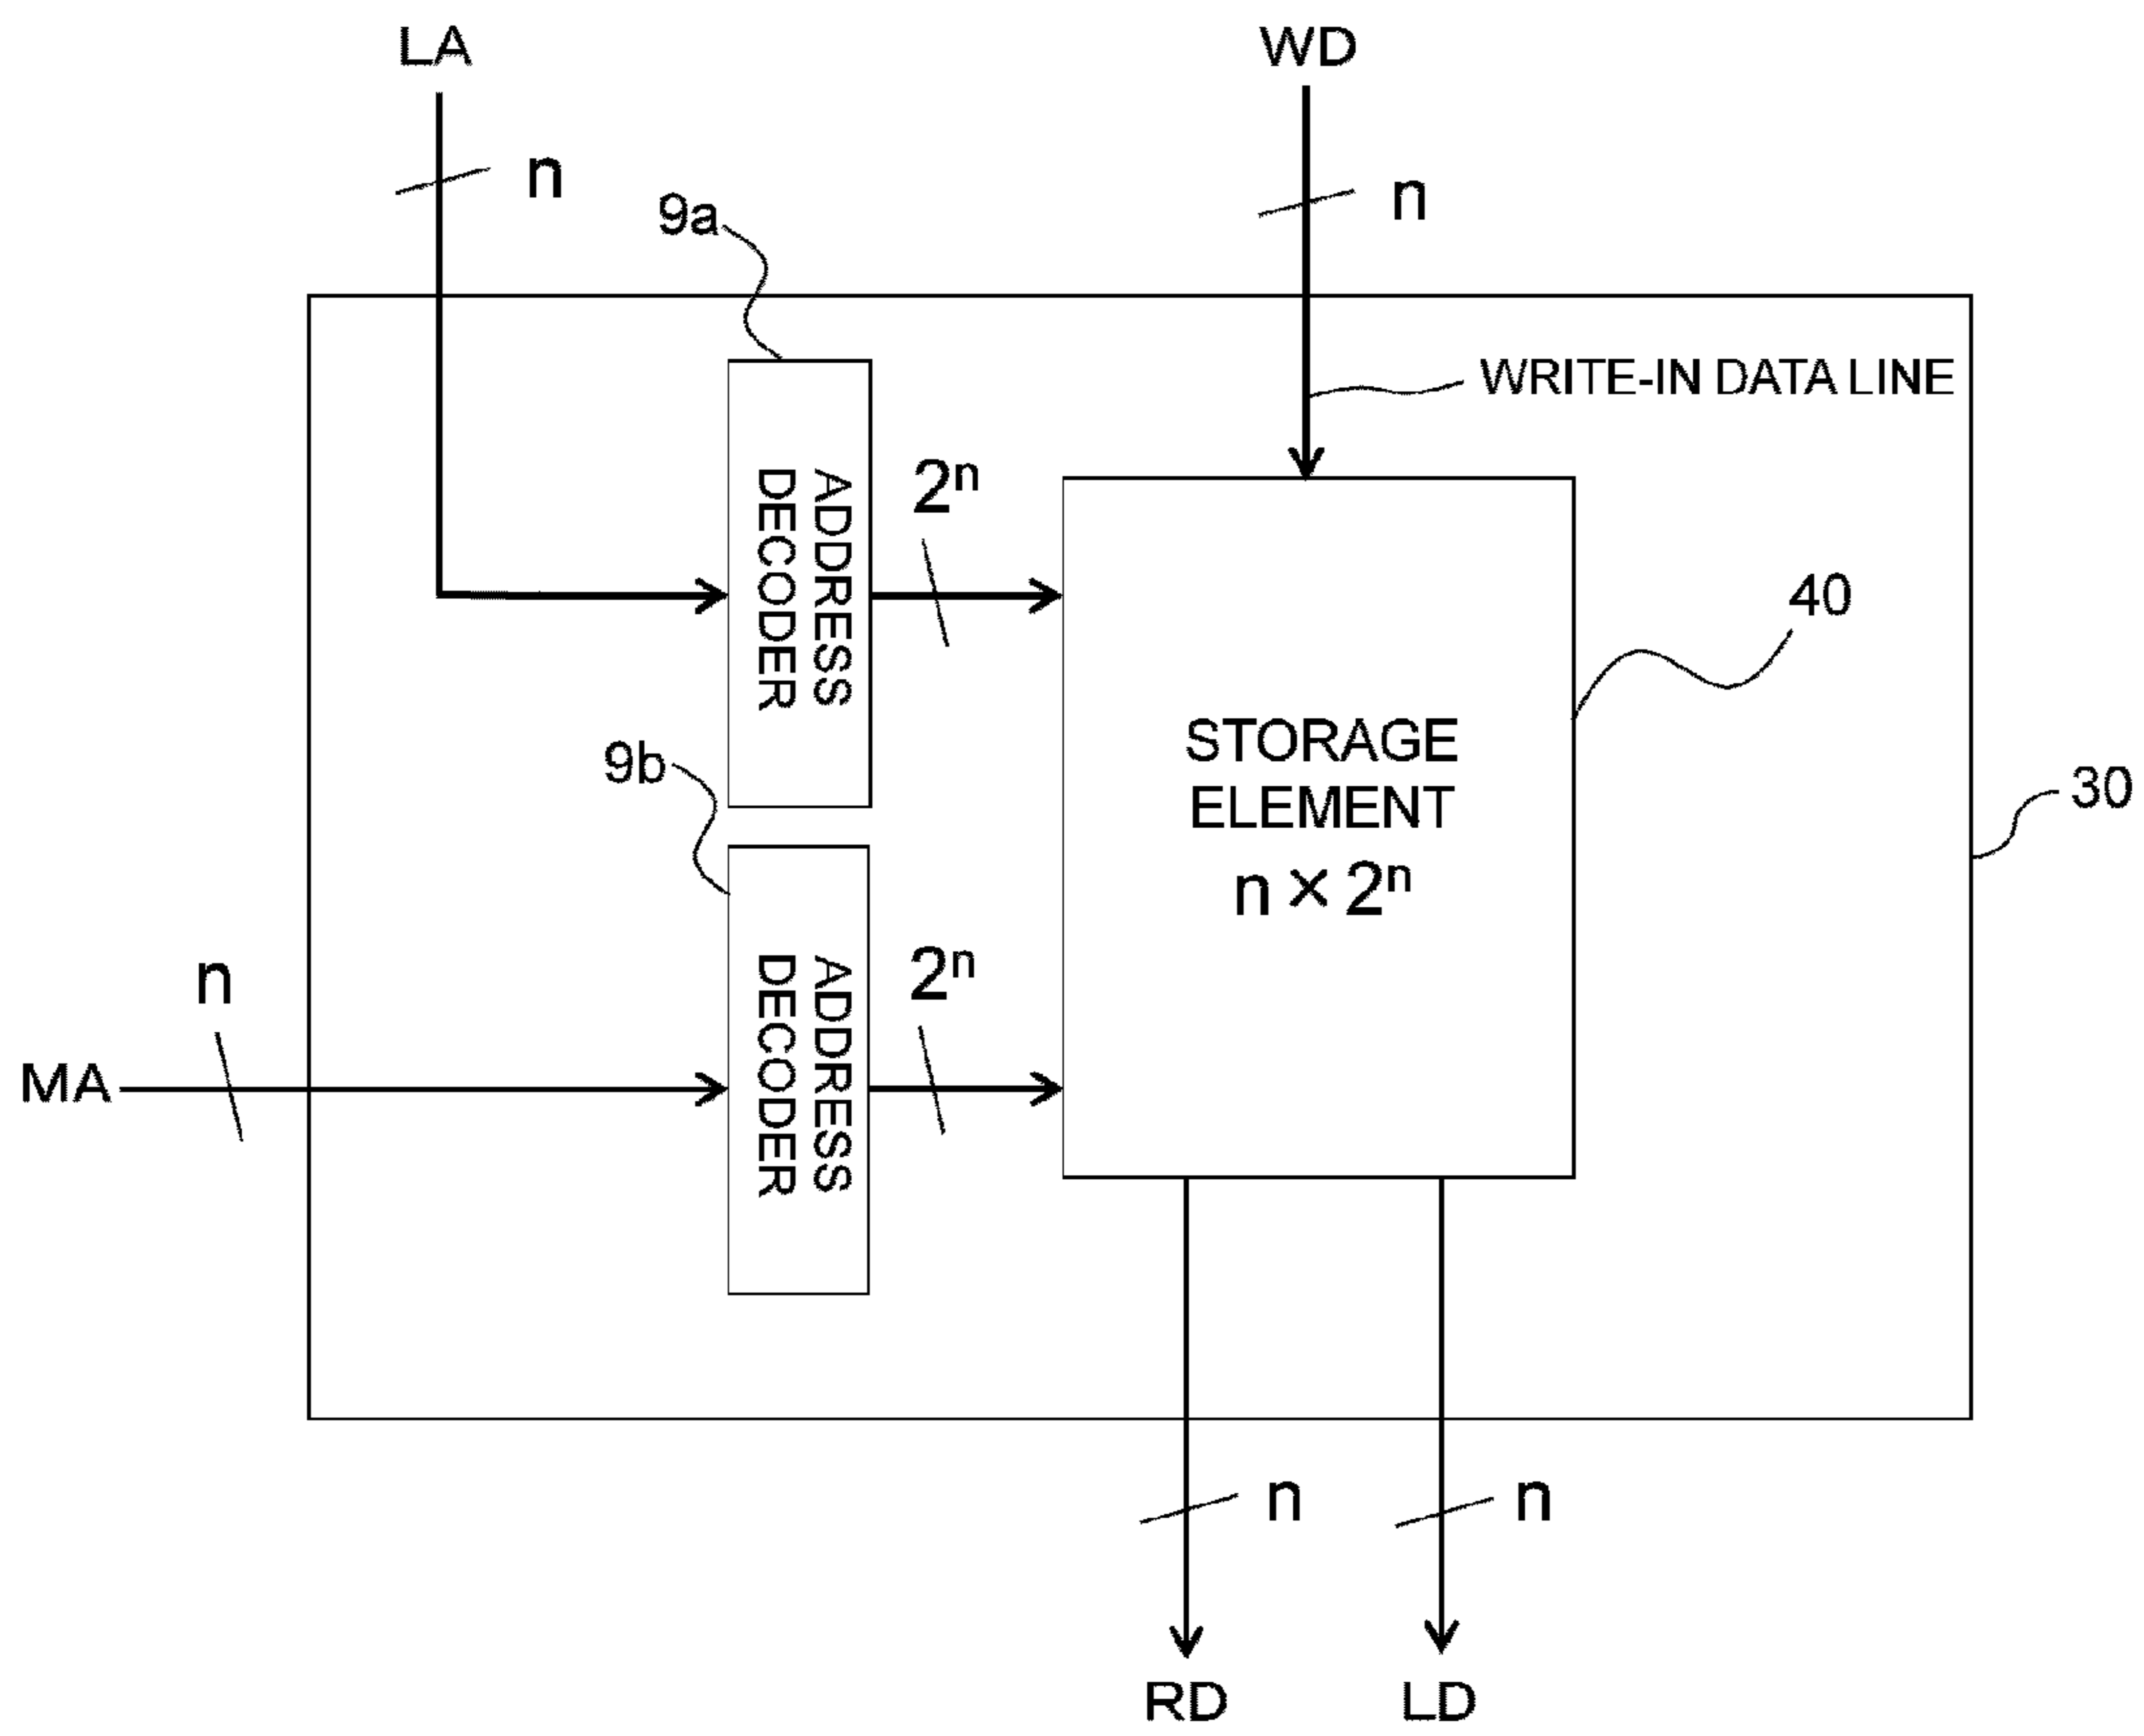 LA
WD
n
n
9a
WRITE-IN DATA LINE
ADDRESS
DECODER
2ⁿ
40
STORAGE
ELEMENT
n × 2ⁿ
9b
30
ADDRESS
DECODER
2ⁿ
n
MA
n
n
RD
LD